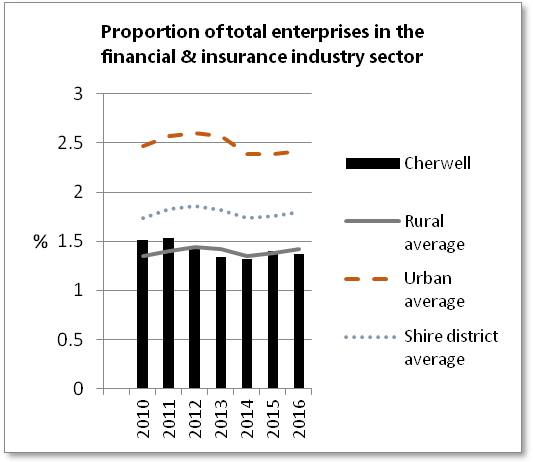 Proportion of total enterprises in the
financial & insurance industry sector
3
2.5
2
% 1.5
1
0.5
0
2010 2011 2012 2013 2014 2015 2016
Cherwell
Rural
average
Urban
average
Shire district
average